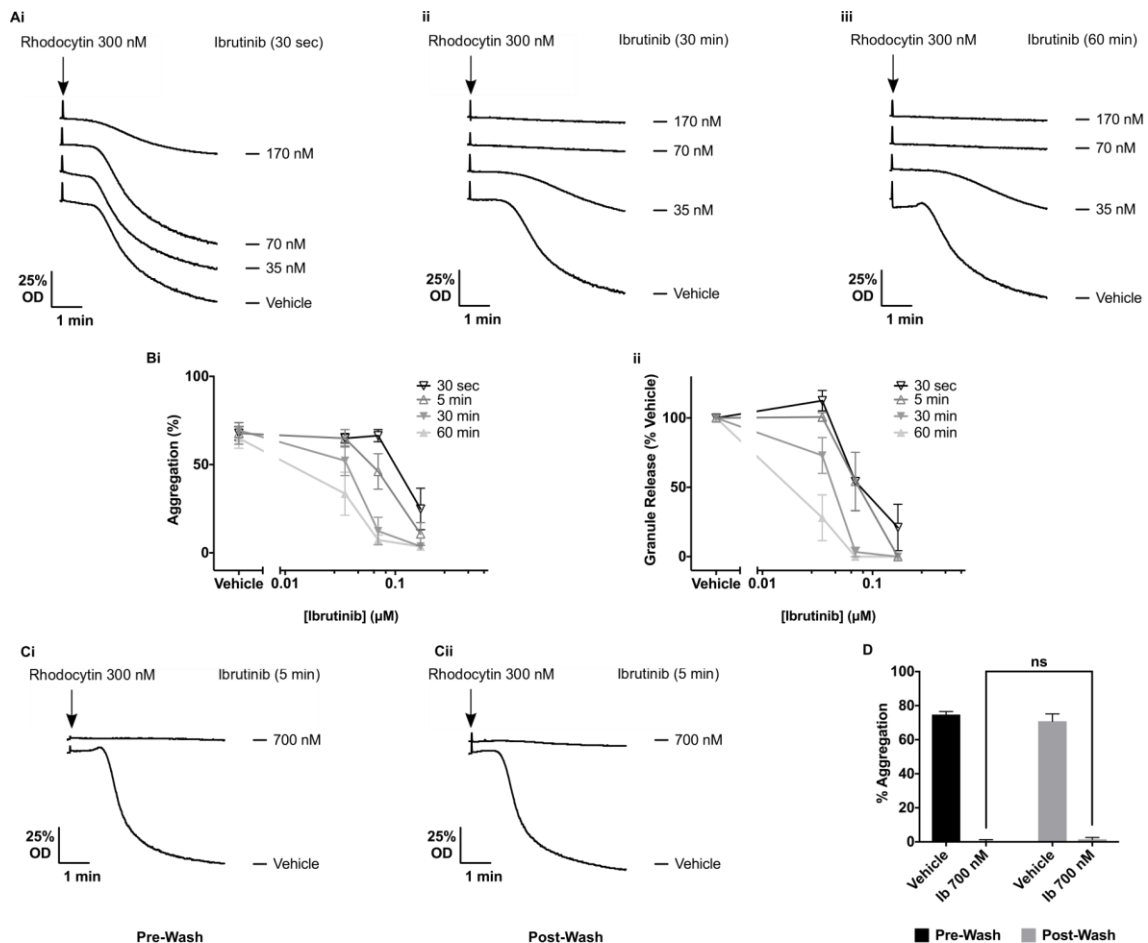 Ai
Rhodocytin 300 nM Ibrutinib (30 sec)
170 nM
70 nM
35 nM
Vehicle
25%
OD
1 min
ii
Rhodocytin 300 nM Ibrutinib (30 min)
170 nM
70 nM
35 nM
Vehicle
25%
OD
1 min
iii
Rhodocytin 300 nM Ibrutinib (60 min)
170 nM
70 nM
35 nM
Vehicle
25%
OD
1 min
Bi
Aggregation (%)
100
50
0
30 sec
5 min
30 min
60 min
Vehicle 0.01 0.1
[Ibrutinib] (µM)
ii
Granule Release (% Vehicle)
100
50
0
30 sec
5 min
30 min
60 min
Vehicle 0.01 0.1
[Ibrutinib] (µM)
Ci
Rhodocytin 300 nM Ibrutinib (5 min)
700 nM
Vehicle
25%
OD
1 min
Pre-Wash
Cii
Rhodocytin 300 nM Ibrutinib (5 min)
700 nM
Vehicle
25%
OD
1 min
Post-Wash
D
ns
% Aggregation
100
80
60
40
20
0
Vehicle
Ib 700 nM
Vehicle
Ib 700 nM
Pre-Wash Post-Wash